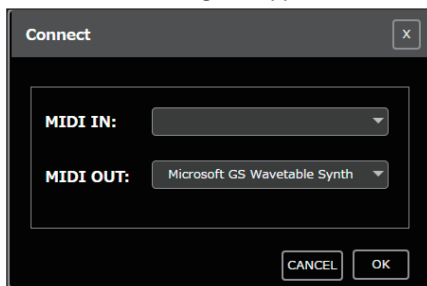 Connect
X
MIDI IN:
MIDI OUT: Microsoft GS Wavetable Synth
CANCEL OK